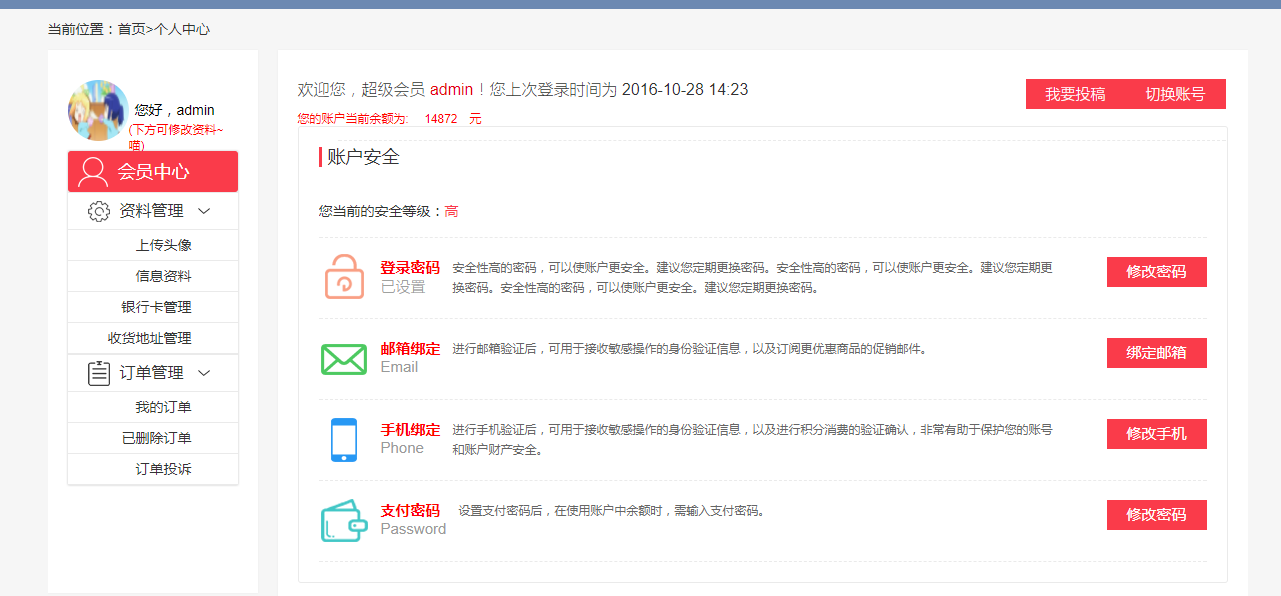 当前位置：首页>个人中心
您好，admin
(下方可修改资料~
喵)
会员中心
资料管理
上传头像
信息资料
银行卡管理
收货地址管理
订单管理
我的订单
已删除订单
订单投诉
欢迎您，超级会员 admin！您上次登录时间为 2016-10-28 14:23
我要投稿 切换账号
您的账户当前余额为: 14872 元
账户安全
您当前的安全等级：高
登录密码
已设置
安全性高的密码，可以使账户更安全。建议您定期更换密码。安全性高的密码，可以使账户更安全。建议您定期更
换密码。安全性高的密码，可以使账户更安全。建议您定期更换密码。
修改密码
邮箱绑定
Email
进行邮箱验证后，可用于接收敏感操作的身份验证信息，以及订阅更优惠商品的促销邮件。
绑定邮箱
手机绑定
Phone
进行手机验证后，可用于接收敏感操作的身份验证信息，以及进行积分消费的验证确认，非常有助于保护您的账号
和账户财产安全。
修改手机
支付密码
Password
设置支付密码后，在使用账户中余额时，需输入支付密码。
修改密码